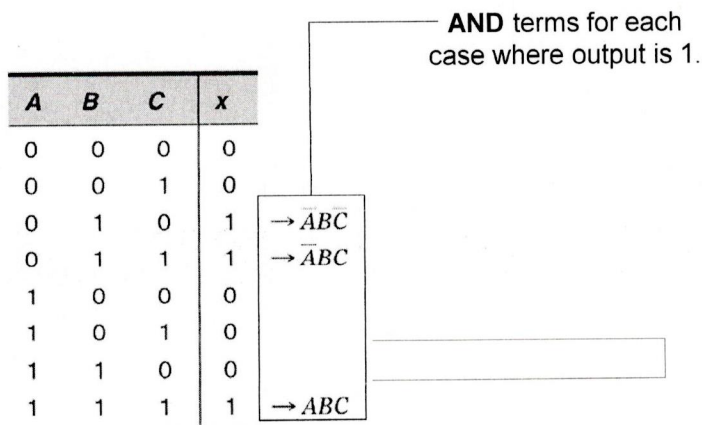 AND terms for each
case where output is 1.
A B C x
0 0 0 0
0 0 1 0
0 1 0 1 → A̅BC̅
0 1 1 1 → A̅BC
1 0 0 0
1 0 1 0
1 1 0 0
1 1 1 1 → ABC